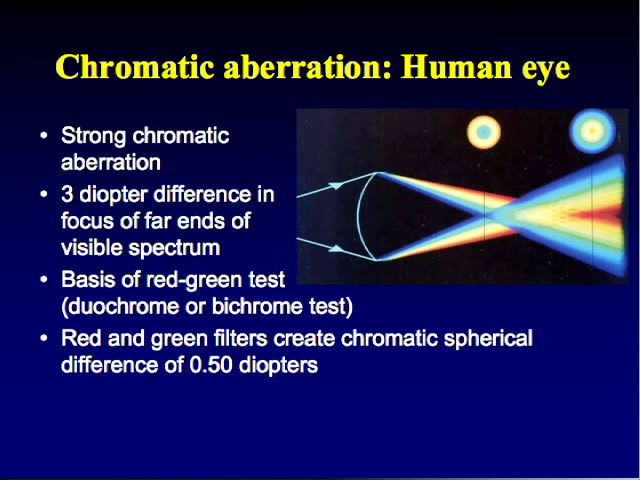 Chromatic aberration: Human eye
• Strong chromatic
aberration
• 3 diopter difference in
focus of far ends of
visible spectrum
• Basis of red-green test
(duochrome or bichrome test)
• Red and green filters create chromatic spherical
difference of 0.50 diopters